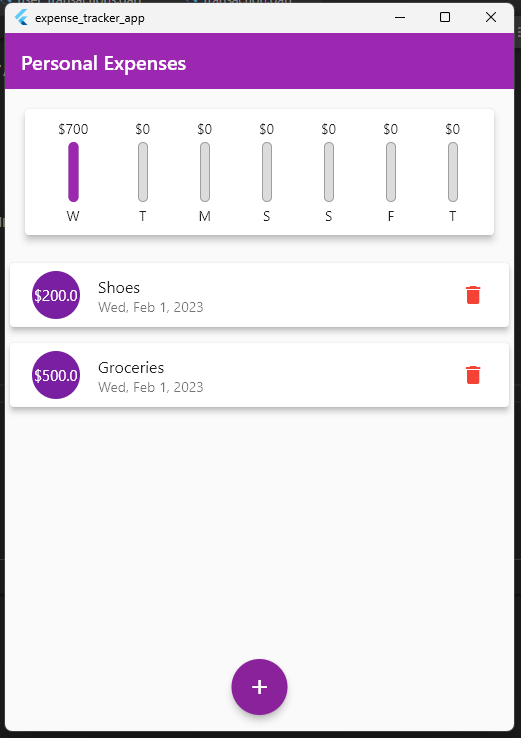 expense_tracker_app
Personal Expenses
$700 $0 $0 $0 $0 $0 $0
W T M S S F T
$200.0
Shoes
Wed, Feb 1, 2023
$500.0
Groceries
Wed, Feb 1, 2023
+